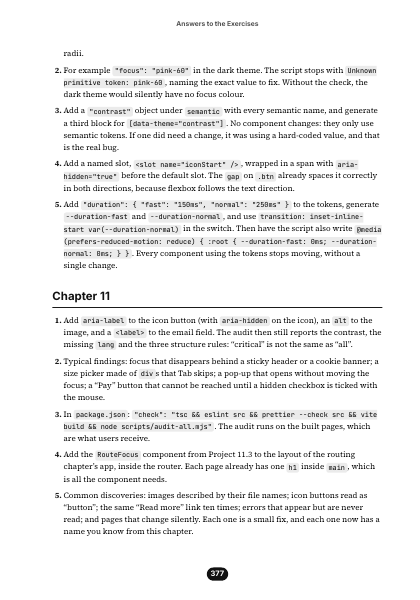 Answers to the Exercises
radii.
2. For example "focus": "pink-60" in the dark theme. The script stops with Unknown
primitive token: pink-60, naming the exact value to fix. Without the check, the
dark theme would silently have no focus colour.
3. Add a "contrast" object under semantic with every semantic name, and generate
a third block for [data-theme="contrast"]. No component changes: they only use
semantic tokens. If one did need a change, it was using a hard-coded value, and that
is the real bug.
4. Add a named slot, <slot name="iconStart" />, wrapped in a span with aria-
hidden="true" before the default slot. The gap on .btn already spaces it correctly
in both directions, because flexbox follows the text direction.
5. Add "duration": { "fast": "150ms", "normal": "250ms" } to the tokens, generate
--duration-fast and --duration-normal, and use transition: inset-inline-
start var(--duration-normal) in the switch. Then have the script also write @media
(prefers-reduced-motion: reduce) { :root { --duration-fast: 0ms; --duration-
normal: 0ms; } }. Every component using the tokens stops moving, without a
single change.
Chapter 11
1. Add aria-label to the icon button (with aria-hidden on the icon), an alt to the
image, and a <label> to the email field. The audit then still reports the contrast, the
missing lang and the three structure rules: “critical” is not the same as “all”.
2. Typical findings: focus that disappears behind a sticky header or a cookie banner; a
size picker made of divs that Tab skips; a pop-up that opens without moving the
focus; a “Pay” button that cannot be reached until a hidden checkbox is ticked with
the mouse.
3. In package.json: "check": "tsc && eslint src && prettier --check src && vite
build && node scripts/audit-all.mjs". The audit runs on the built pages, which
are what users receive.
4. Add the RouteFocus component from Project 11.3 to the layout of the routing
chapter’s app, inside the router. Each page already has one h1 inside main, which
is all the component needs.
5. Common discoveries: images described by their file names; icon buttons read as
“button”; the same “Read more” link ten times; errors that appear but are never
read; and pages that change silently. Each one is a small fix, and each one now has a
name you know from this chapter.
377